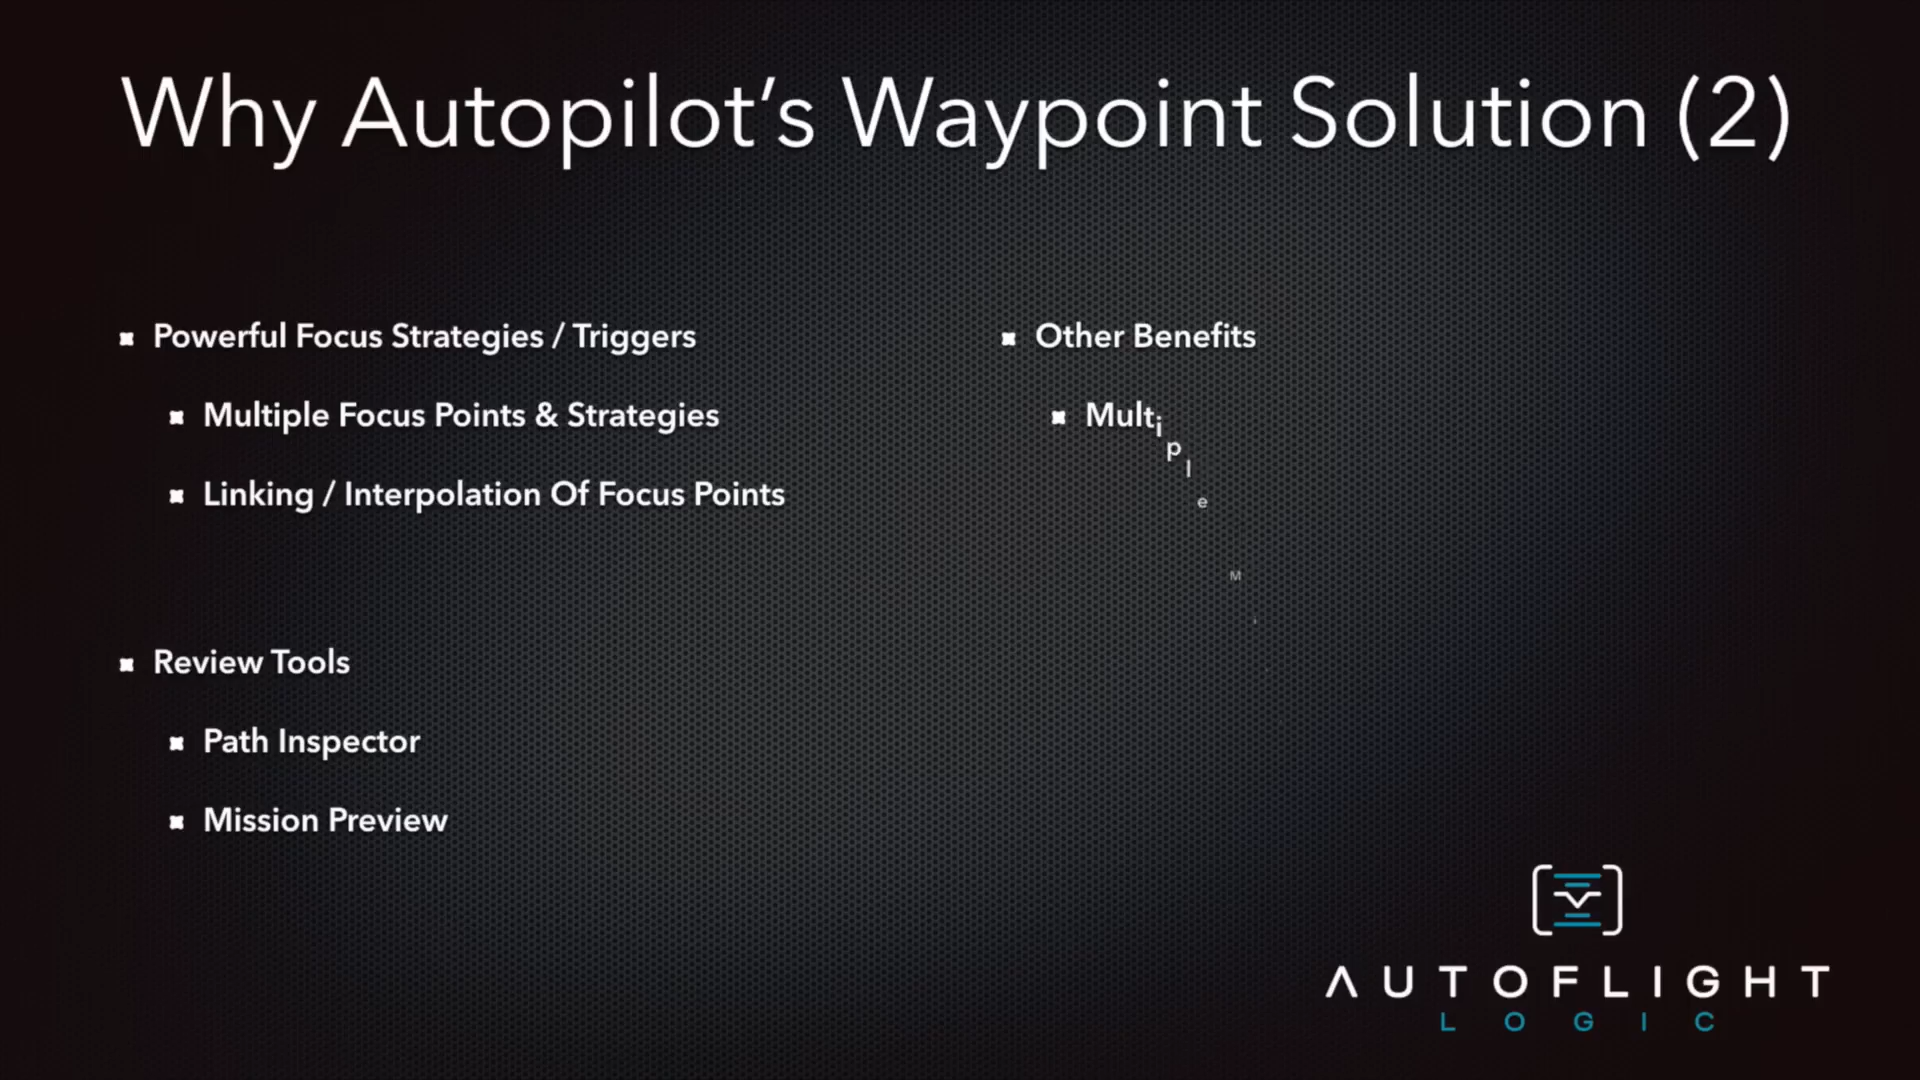 Why Autopilot’s Waypoint Solution (2)
Powerful Focus Strategies / Triggers
Multiple Focus Points & Strategies
Linking / Interpolation Of Focus Points
Review Tools
Path Inspector
Mission Preview
Other Benefits
Multiple M
AUTOFLIGHT
LOGIC